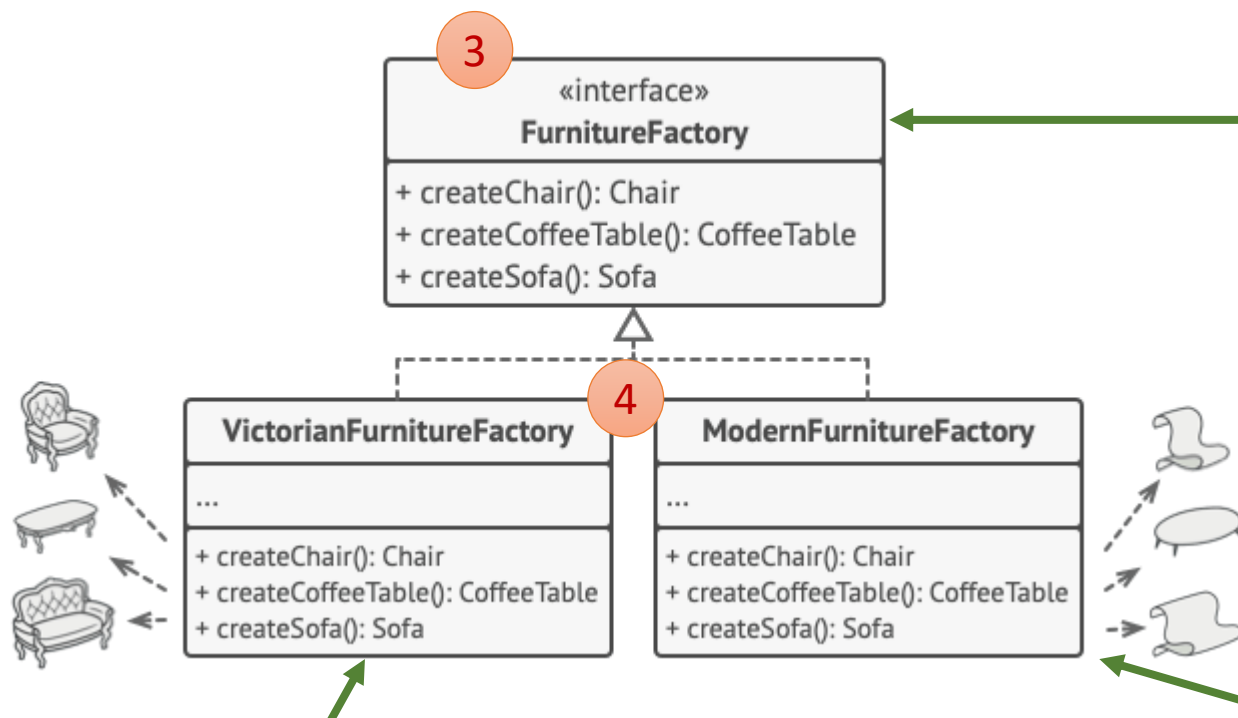 3
«interface»
FurnitureFactory
+ createChair(): Chair
+ createCoffeeTable(): CoffeeTable
+ createSofa(): Sofa
4
VictorianFurnitureFactory
...
+ createChair(): Chair
+ createCoffeeTable(): CoffeeTable
+ createSofa(): Sofa
ModernFurnitureFactory
...
+ createChair(): Chair
+ createCoffeeTable(): CoffeeTable
+ createSofa(): Sofa